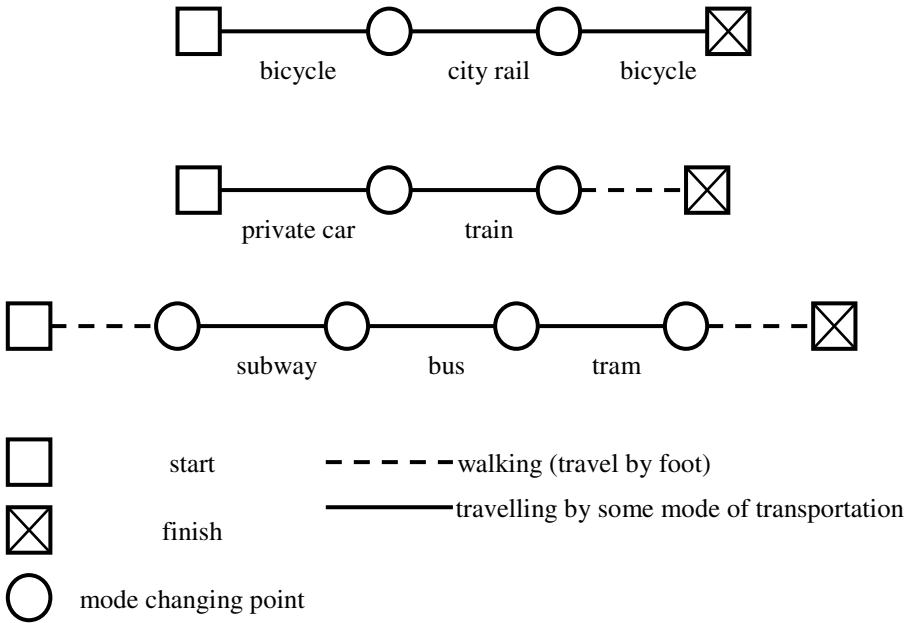 bicycle city rail bicycle
private car train
subway bus tram
start walking (travel by foot)
travelling by some mode of transportation
finish
mode changing point